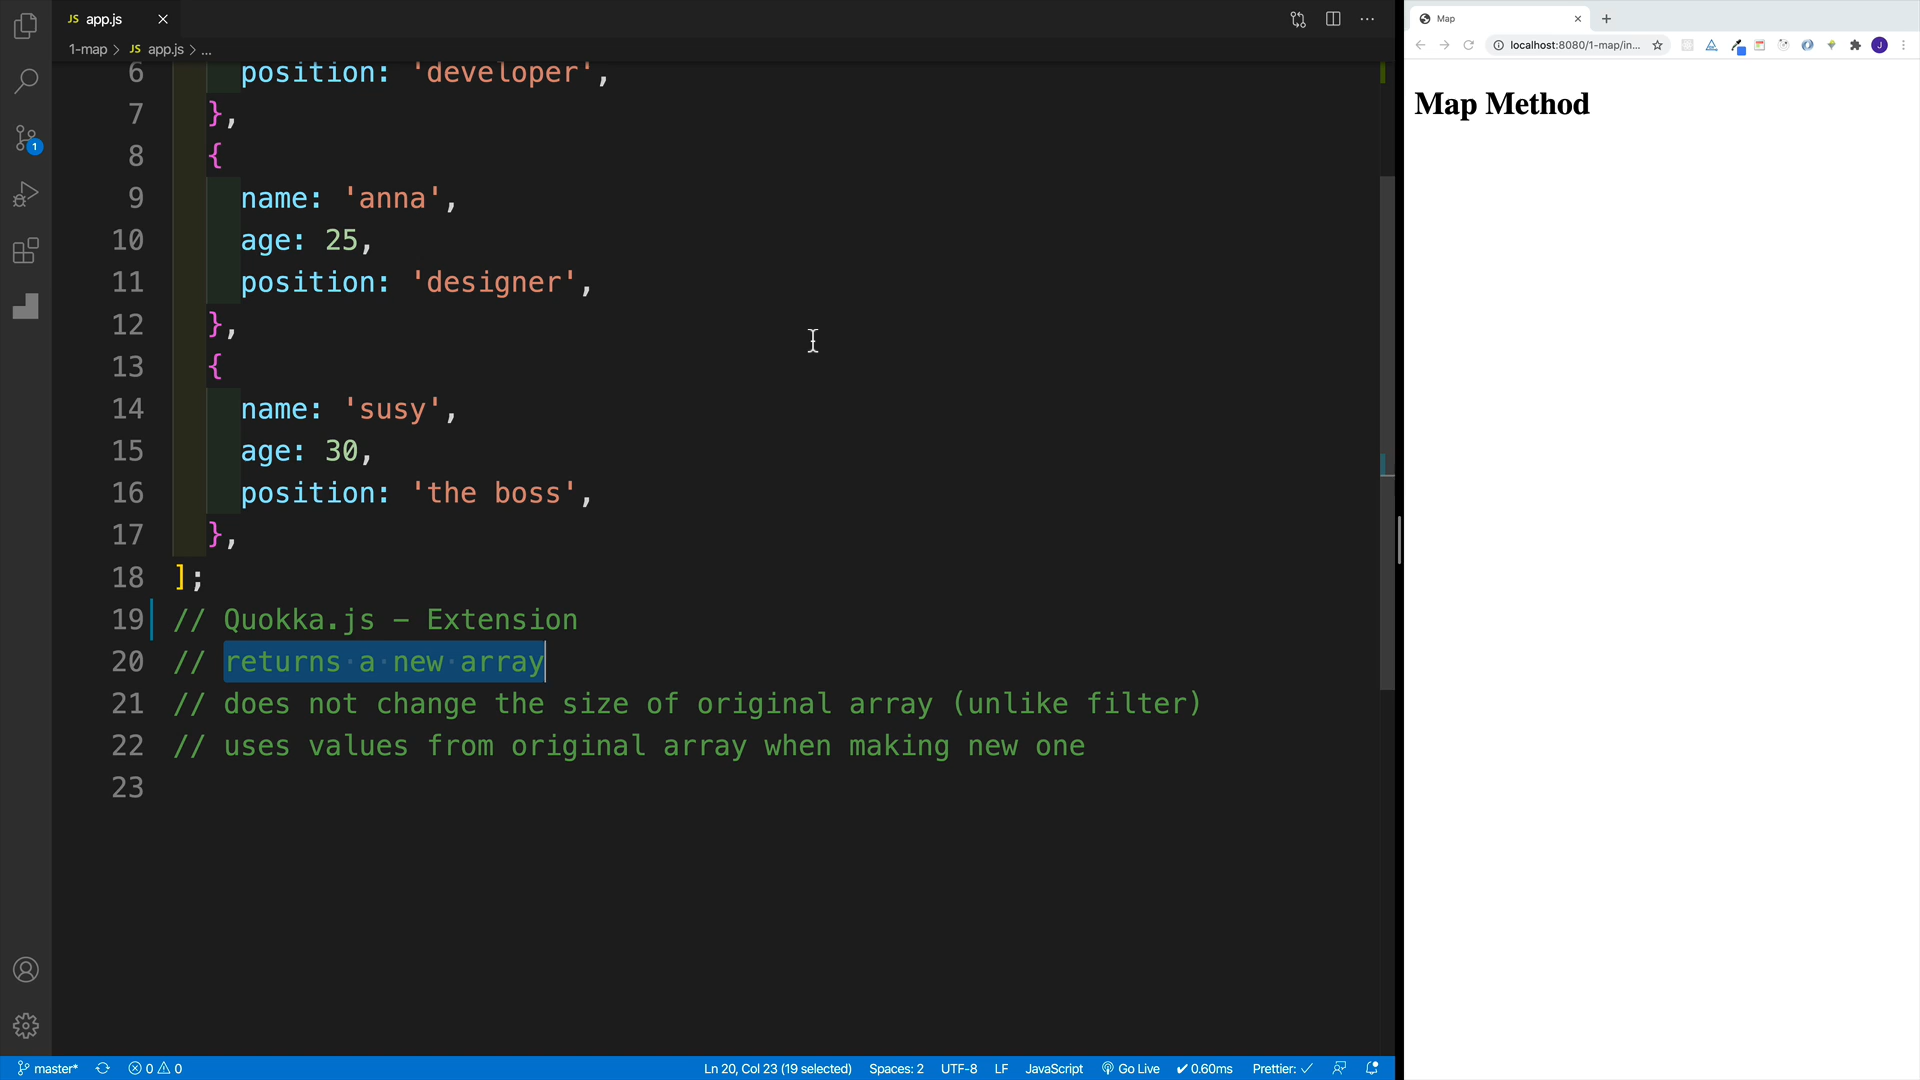 JS app.js
1-map > JS app.js > ...
6 position: 'developer',
7 },
8 {
9 name: 'anna',
10 age: 25,
11 position: 'designer',
12 },
13 {
14 name: 'susy',
15 age: 30,
16 position: 'the boss',
17 },
18 ];
19 // Quokka.js - Extension
20 // returns a new array
21 // does not change the size of original array (unlike filter)
22 // uses values from original array when making new one
23
1
master* 0 0 Ln 20, Col 23 (19 selected) Spaces: 2 UTF-8 LF JavaScript Go Live ✓ 0.60ms Prettier: ✓
Map
localhost:8080/1-map/in... J
Map Method